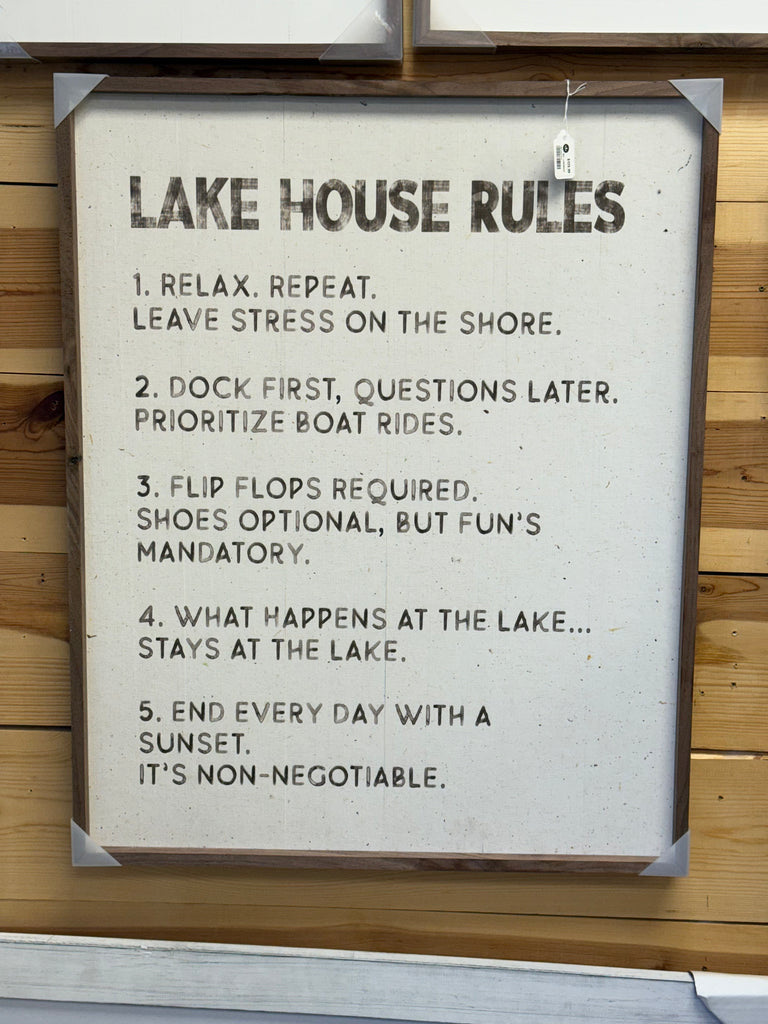 LAKE HOUSE RULES
1. RELAX. REPEAT.
LEAVE STRESS ON THE SHORE.
2. DOCK FIRST, QUESTIONS LATER.
PRIORITIZE BOAT RIDES.
3. FLIP FLOPS REQUIRED.
SHOES OPTIONAL, BUT FUN'S
MANDATORY.
4. WHAT HAPPENS AT THE LAKE...
STAYS AT THE LAKE.
5. END EVERY DAY WITH A
SUNSET.
IT'S NON-NEGOTIABLE.